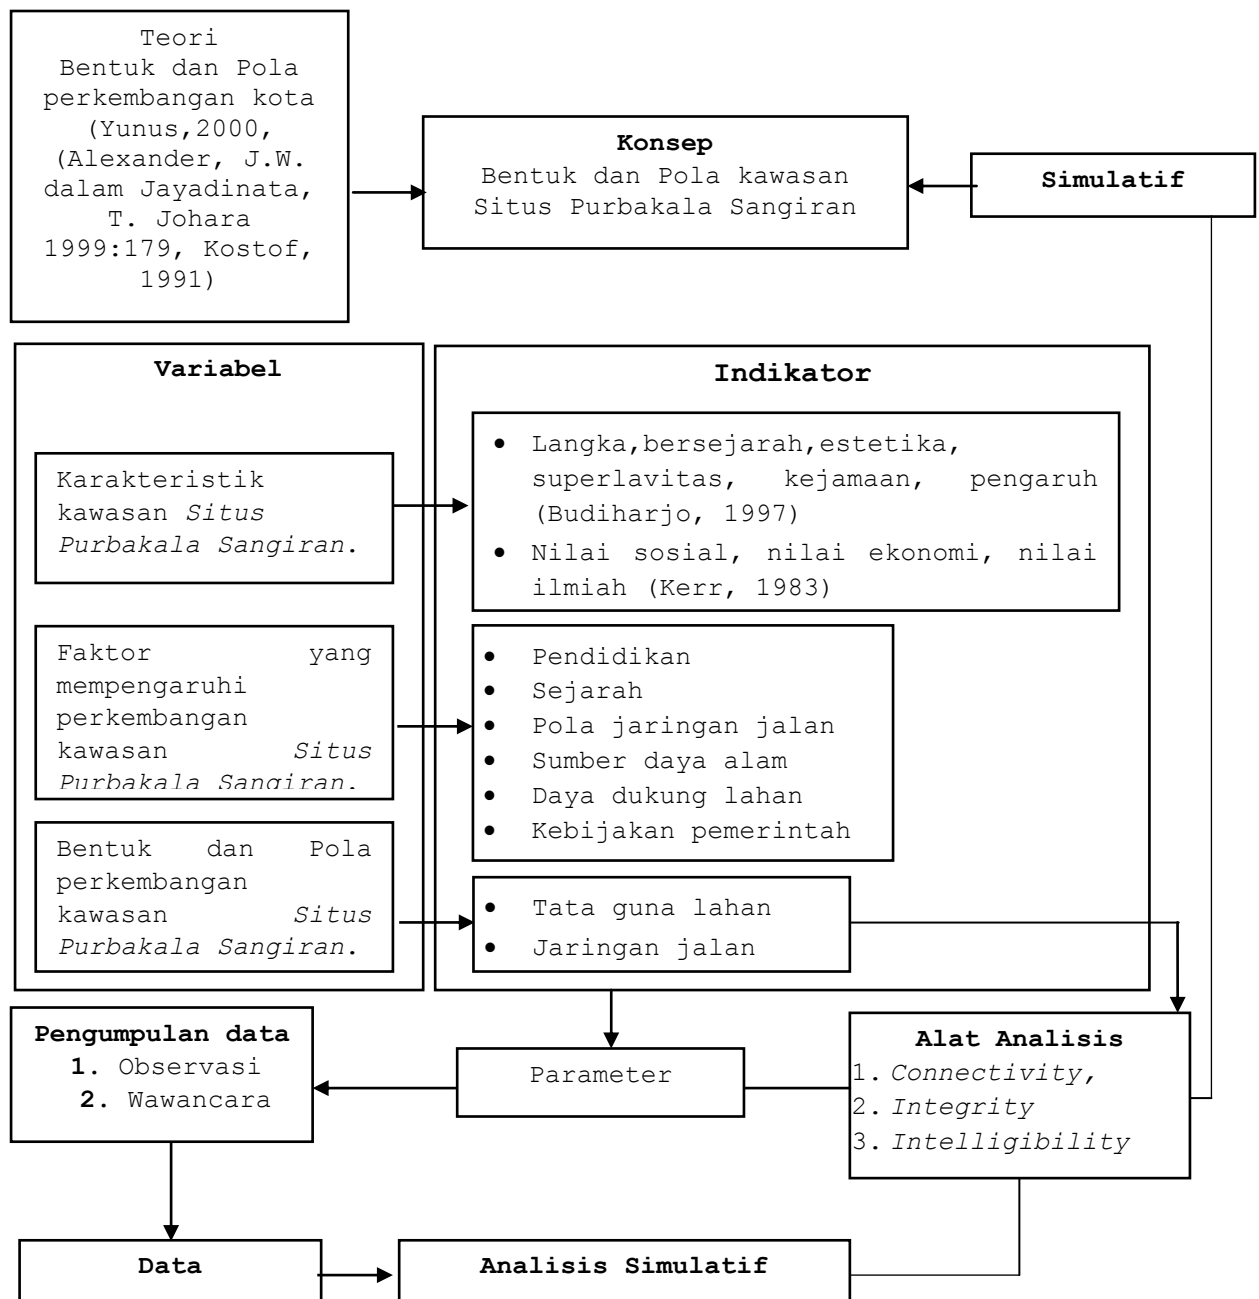 Teori
Bentuk dan Pola
perkembangan kota
(Yunus,2000,
(Alexander, J.W.
dalam Jayadinata,
T. Johara
1999:179, Kostof,
1991)
Konsep
Bentuk dan Pola kawasan
Situs Purbakala Sangiran
Simulatif
Variabel
Karakteristik
kawasan Situs
Purbakala Sangiran.
Faktor yang
mempengaruhi
perkembangan
kawasan Situs
Purbakala Sangiran.
Bentuk dan Pola
perkembangan
kawasan Situs
Purbakala Sangiran.
Indikator
• Langka,bersejarah,estetika,
superlavitas, kejamaan, pengaruh
(Budiharjo, 1997)
• Nilai sosial, nilai ekonomi, nilai
ilmiah (Kerr, 1983)
• Pendidikan
• Sejarah
• Pola jaringan jalan
• Sumber daya alam
• Daya dukung lahan
• Kebijakan pemerintah
• Tata guna lahan
• Jaringan jalan
Pengumpulan data
1. Observasi
2. Wawancara
Parameter
Alat Analisis
1. Connectivity,
2. Integrity
3. Intelligibility
Data
Analisis Simulatif